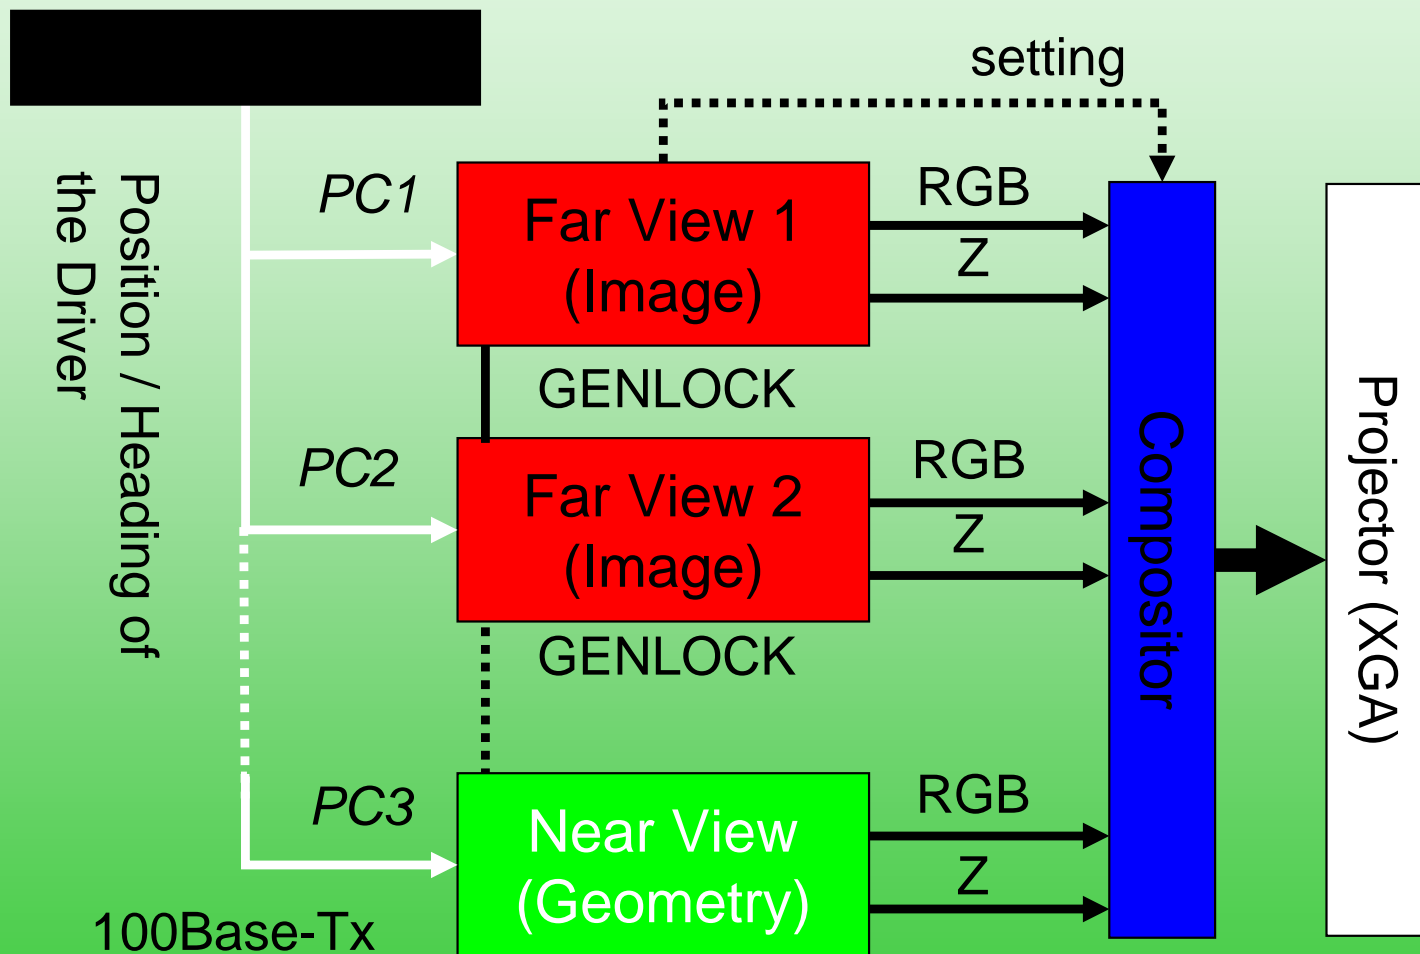 setting
Position / Heading of
the Driver
PC1
Far View 1
(Image)
RGB
Z
GENLOCK
PC2
Far View 2
(Image)
RGB
Z
GENLOCK
PC3
Near View
(Geometry)
RGB
Z
100Base-Tx
Compositor
Projector (XGA)